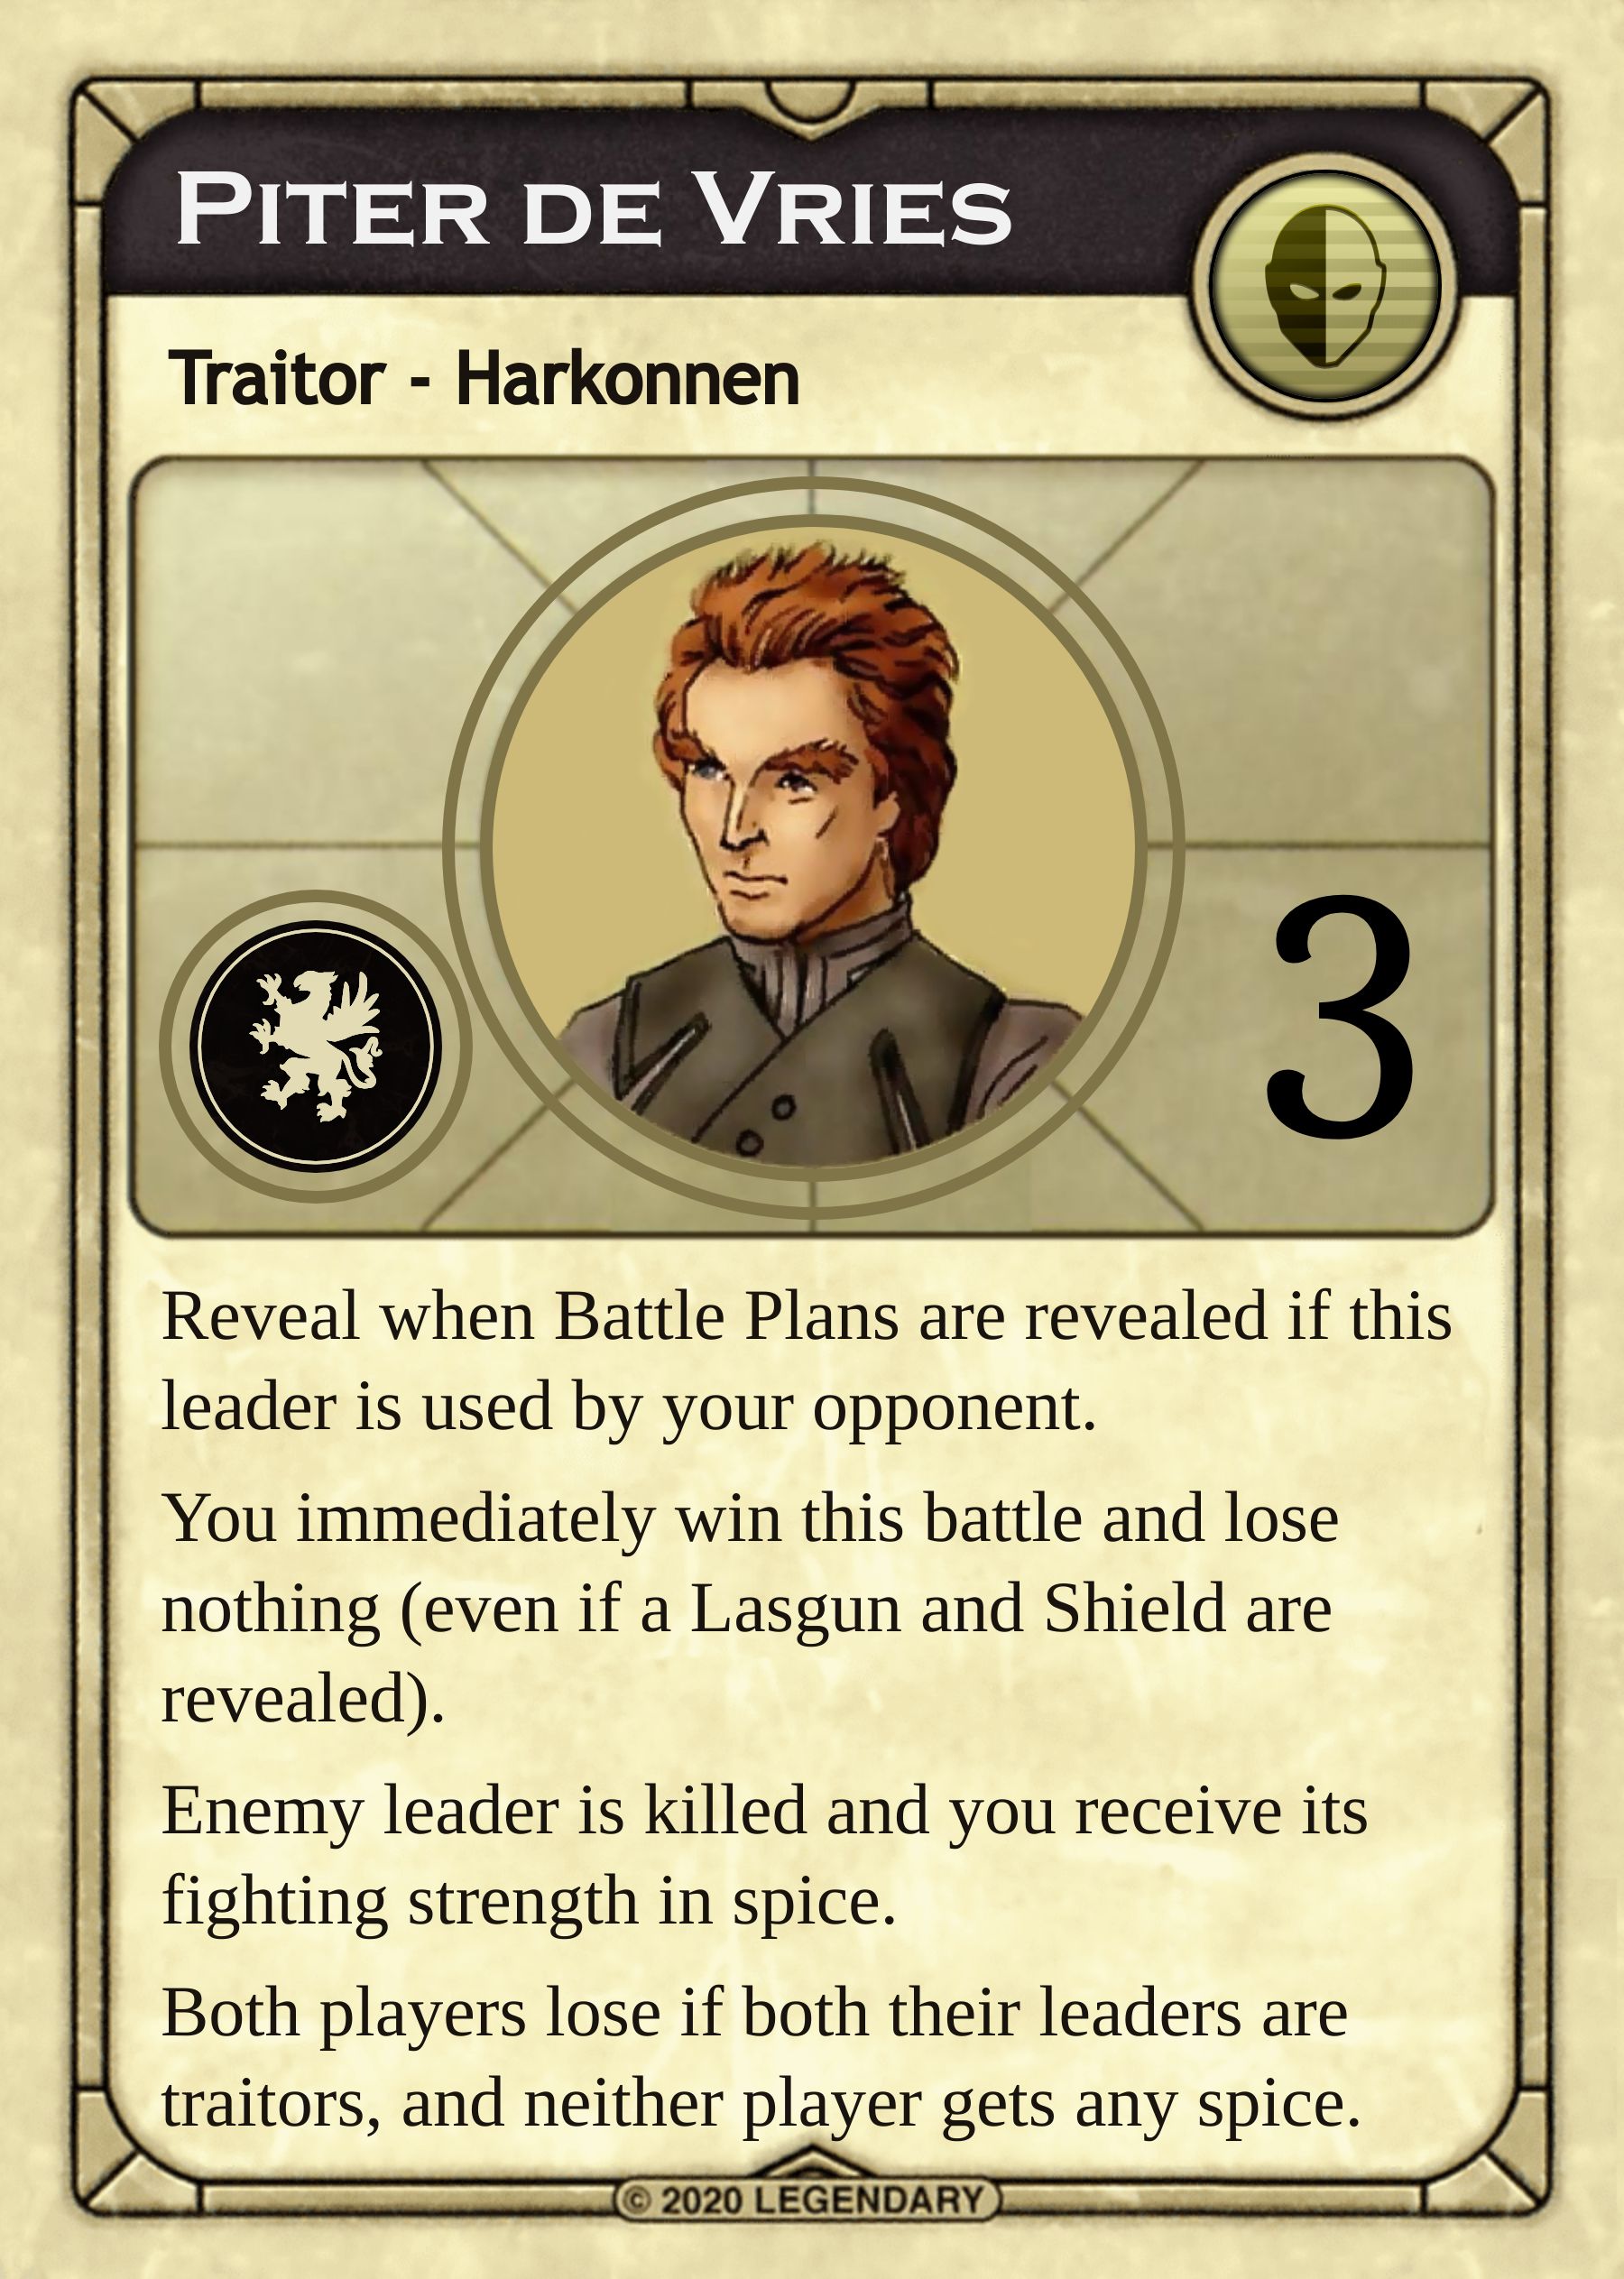 Piter de Vries
Traitor - Harkonnen
3
Reveal when Battle Plans are revealed if this
leader is used by your opponent.
You immediately win this battle and lose
nothing (even if a Lasgun and Shield are
revealed).
Enemy leader is killed and you receive its
fighting strength in spice.
Both players lose if both their leaders are
traitors, and neither player gets any spice.
© 2020 LEGENDARY